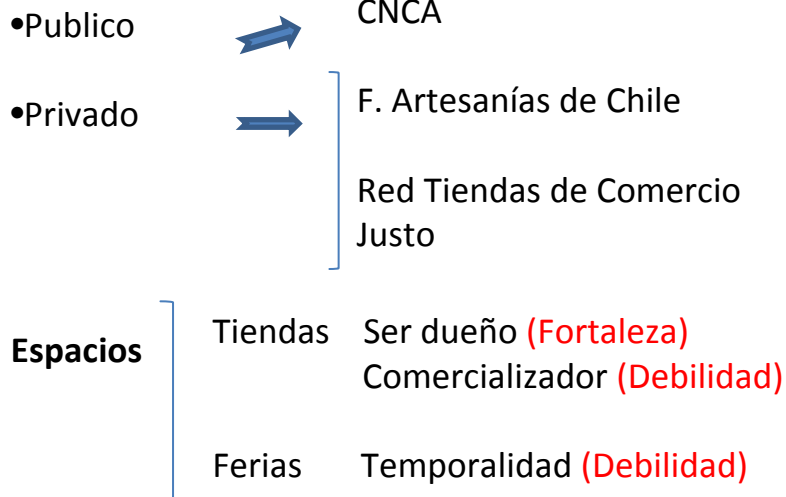 •Publico CNCA
•Privado F. Artesanías de Chile
Red Tiendas de Comercio
Justo
Espacios
Tiendas Ser dueño (Fortaleza)
Comercializador (Debilidad)
Ferias Temporalidad (Debilidad)